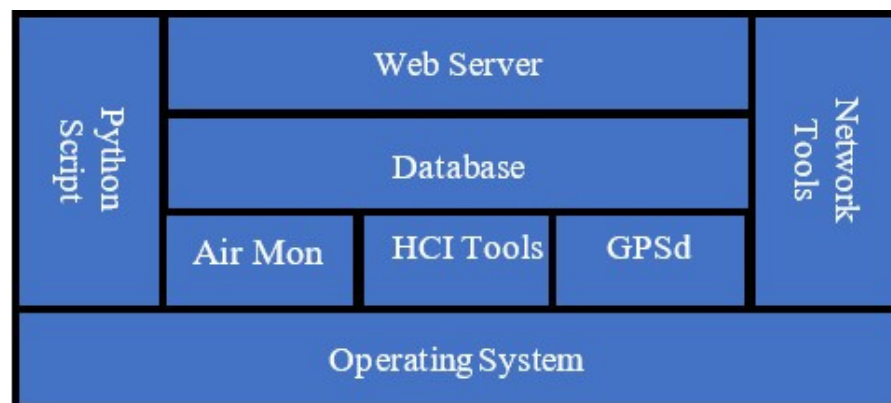 Python
Script
Web Server
Database
Air Mon
HCI Tools
GPSd
Network
Tools
Operating System